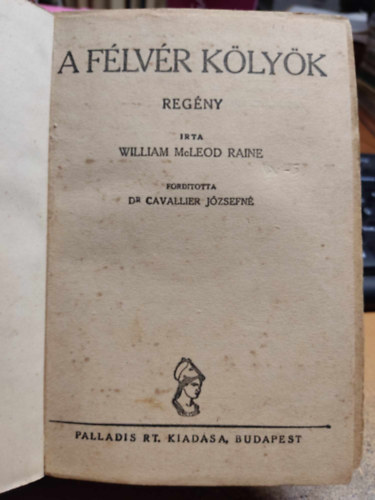 A FÉLVÉR KÖLYÖK
REGÉNY
IRTA
WILLIAM McLEOD RAINE
FORDITOTTA
DR CAVALLIER JÓZSEFNÉ
PALLADIS RT. KIADÁSA, BUDAPEST